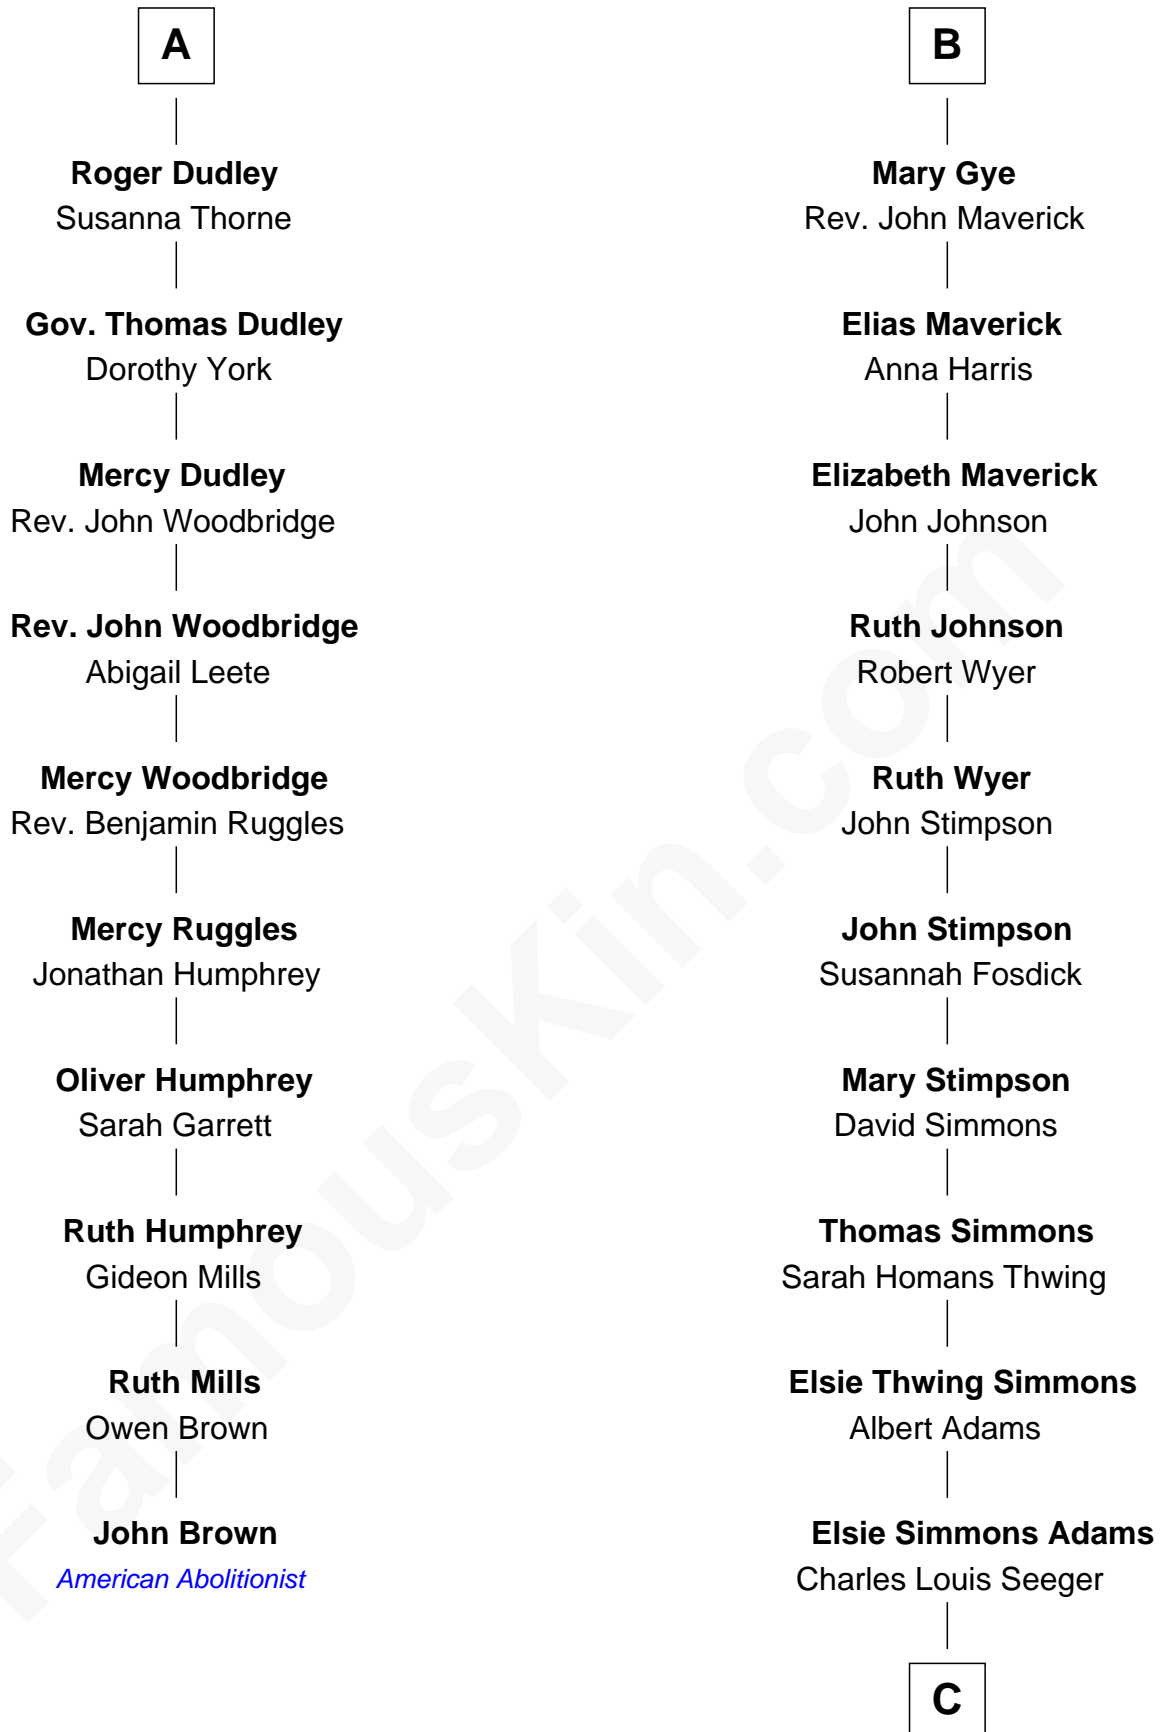 A
Roger Dudley
Susanna Thorne
Gov. Thomas Dudley
Dorothy York
Mercy Dudley
Rev. John Woodbridge
Rev. John Woodbridge
Abigail Leete
Mercy Woodbridge
Rev. Benjamin Ruggles
Mercy Ruggles
Jonathan Humphrey
Oliver Humphrey
Sarah Garrett
Ruth Humphrey
Gideon Mills
Ruth Mills
Owen Brown
John Brown
American Abolitionist
B
Mary Gye
Rev. John Maverick
Elias Maverick
Anna Harris
Elizabeth Maverick
John Johnson
Ruth Johnson
Robert Wyer
Ruth Wyer
John Stimpson
John Stimpson
Susannah Fosdick
Mary Stimpson
David Simmons
Thomas Simmons
Sarah Homans Thwing
Elsie Thwing Simmons
Albert Adams
Elsie Simmons Adams
Charles Louis Seeger
C
FamousKin.com